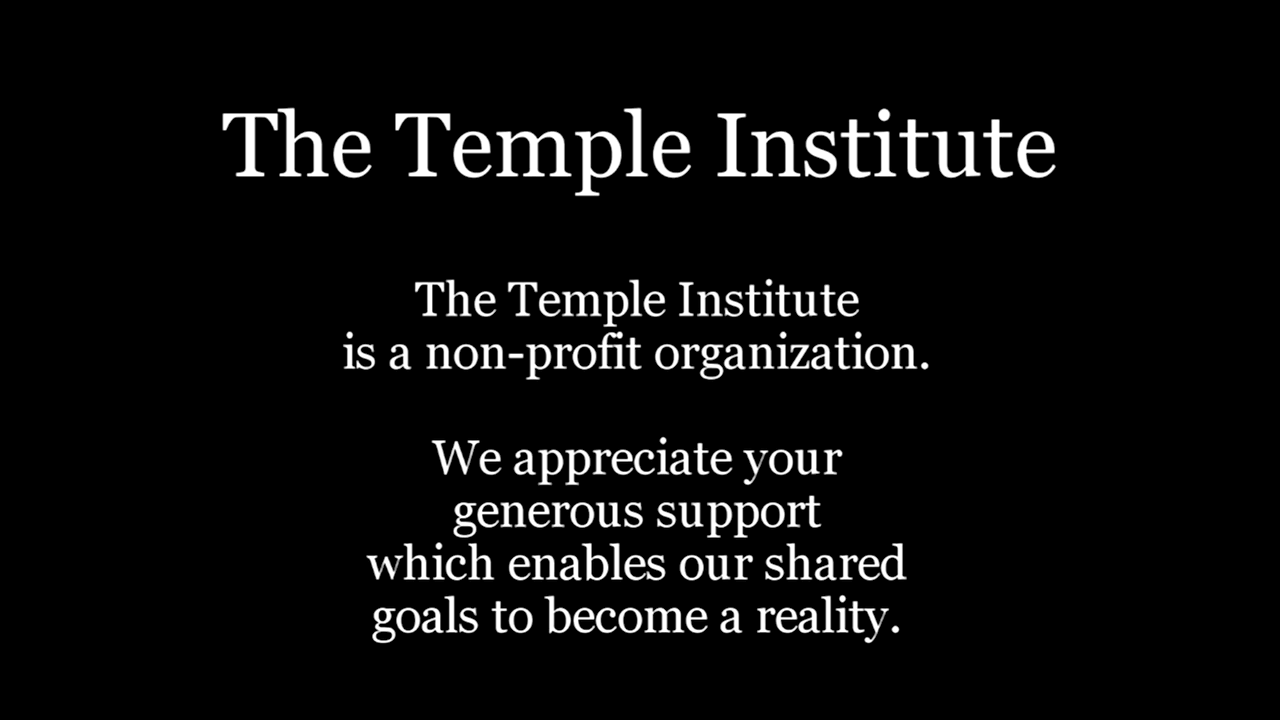 The Temple Institute
The Temple Institute
is a non-profit organization.
We appreciate your
generous support
which enables our shared
goals to become a reality.